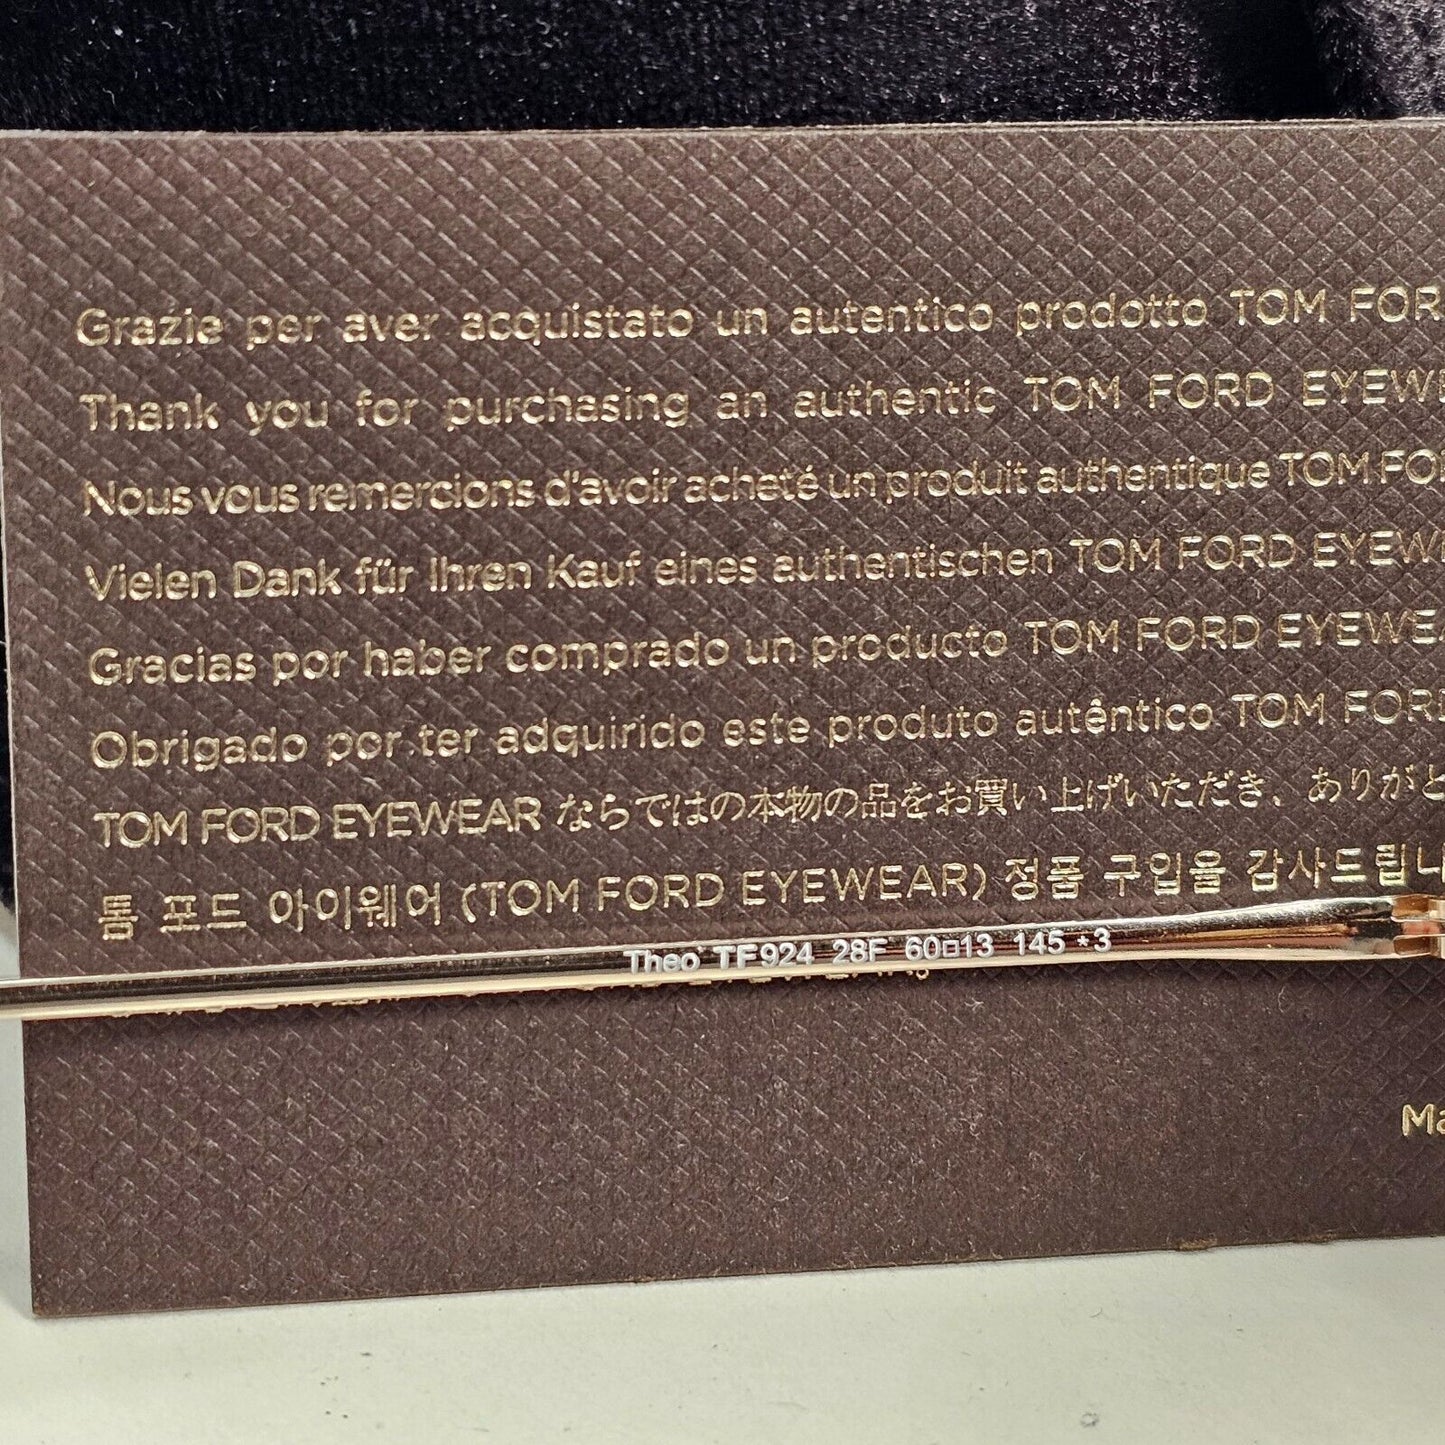 Grazie per aver acquistato un autentico prodotto TOM FOR
Thank you for purchasing an authentic TOM FORD EYEWE
Nous vous remercions d'avoir acheté un produit authentique TOM FO
Vielen Dank für Ihren Kauf eines authentischen TOM FORD EYEW
Gracias por haber comprado un producto TOM FORD EYEWEA
Obrigado por ter adquirido este produto autêntico TOM FORD
TOM FORD EYEWEAR ならではの本物の品をお買い上げいただき、ありがと
톰 포드 아이웨어 (TOM FORD EYEWEAR) 정품 구입을 감사드립니
Theo TF924 28F 60□13 145 *3
Ma